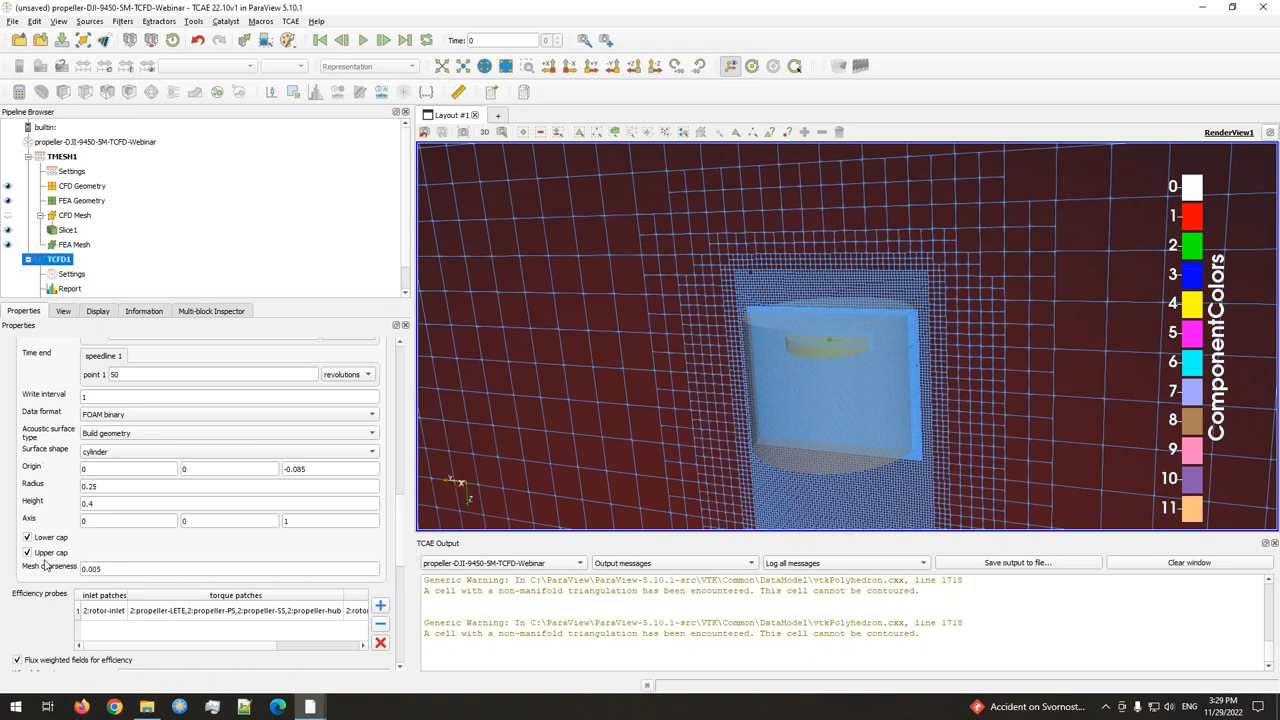 (unsaved) propeller-DJI-9450-5M-TCFD-Webinar - TCAE 22.10v1 in ParaView 5.10.1
File Edit View Sources Filters Extractors Tools Catalyst Macros TCAE Help
Time: 0 0
Representation
Pipeline Browser
Layout #1 +
builtin:
3D
RenderView1
propeller-DJI-9450-5M-TCFD-Webinar
TMESH1
Settings
CFD Geometry
FEA Geometry
CFD Mesh
Slice1
FEA Mesh
TCFD1
Settings
Report
Properties View Display Information Multi-block Inspector
Properties
Time end speedline 1
point 1 50 revolutions
Write interval 1
Data format FOAM binary
Acoustic surface type Build geometry
Surface shape cylinder
Origin 0 0 -0.085
Radius 0.25
Height 0.4
Axis 0 0 1
Lower cap
Upper cap
Mesh coarseness 0.005
Efficiency probes inlet patches torque patches
1 2:rotor-inlet 2:propeller-LETE,2:propeller-PS,2:propeller-SS,2:propeller-hub 2:rotor
Flux weighted fields for efficiency
0
1
2
3
4
5
6
7
8
9
10
11
ComponentColors
Y X
Z
TCAE Output
propeller-DJI-9450-5M-TCFD-Webinar Output messages Log all messages Save output to file... Clear window
Generic Warning: In C:\ParaView-5.10.1-src\VTK\Common\DataModel\vtkPolyhedron.cxx, line 1718
A cell with a non-manifold triangulation has been encountered. This cell cannot be contoured.
Generic Warning: In C:\ParaView-5.10.1-src\VTK\Common\DataModel\vtkPolyhedron.cxx, line 1718
A cell with a non-manifold triangulation has been encountered. This cell cannot be contoured.
Accident on Svornost...
3:29 PM
11/29/2022